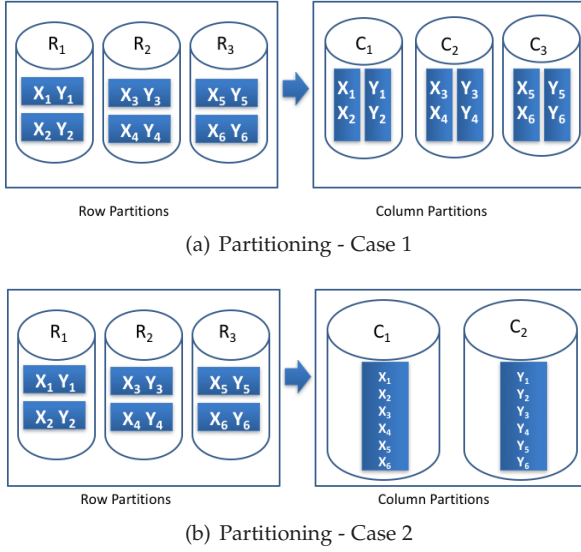 R₁ R₂ R₃ C₁ C₂ C₃
X₁ Y₁ X₃ Y₃ X₅ Y₅ X₁ Y₁ X₃ Y₃ X₅ Y₅
X₂ Y₂ X₄ Y₄ X₆ Y₆ X₂ Y₂ X₄ Y₄ X₆ Y₆
Row Partitions Column Partitions
(a) Partitioning - Case 1
R₁ R₂ R₃ C₁ C₂
X₁ Y₁ X₃ Y₃ X₅ Y₅
X₂ Y₂ X₄ Y₄ X₆ Y₆
X₁ Y₁
X₂ Y₂
X₃ Y₃
X₄ Y₄
X₅ Y₅
X₆ Y₆
Row Partitions Column Partitions
(b) Partitioning - Case 2